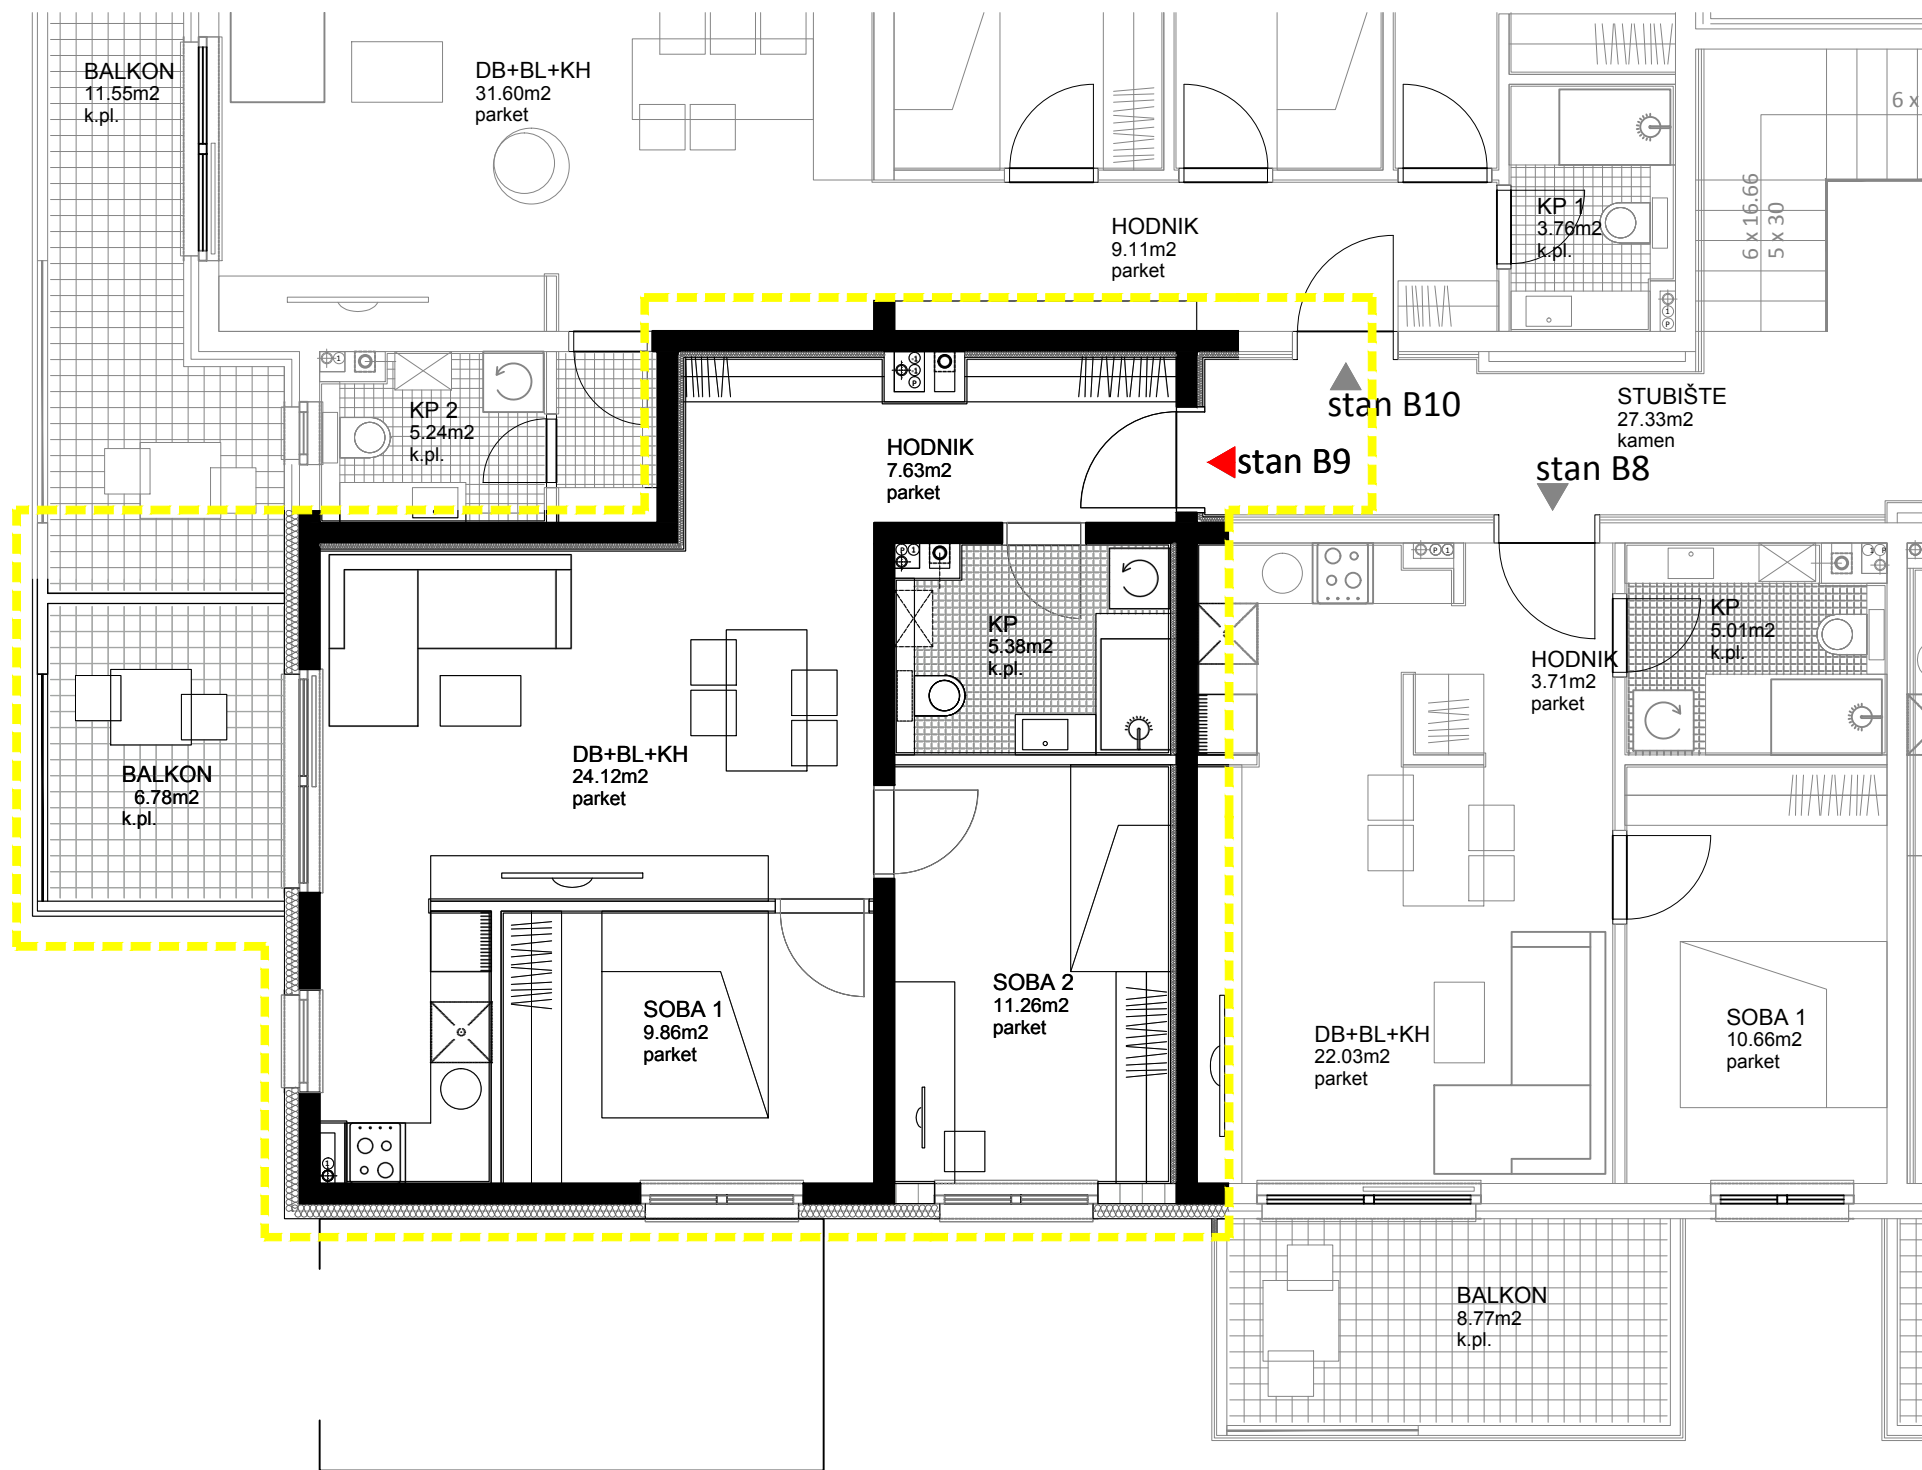 BALKON
11.55m2
k.pl.
DB+BL+KH
31.60m2
parket
6 x
6 x 16.66
5 x 30
KP 1
3.76m2
k.pl.
HODNIK
9.11m2
parket
KP 2
5.24m2
k.pl.
HODNIK
7.63m2
parket
stan B10
stan B9
STUBIŠTE
27.33m2
kamen
stan B8
KP
5.38m2
k.pl.
KP
5.01m2
k.pl.
HODNIK
3.71m2
parket
BALKON
6.78m2
k.pl.
DB+BL+KH
24.12m2
parket
SOBA 1
9.86m2
parket
SOBA 2
11.26m2
parket
DB+BL+KH
22.03m2
parket
SOBA 1
10.66m2
parket
BALKON
8.77m2
k.pl.